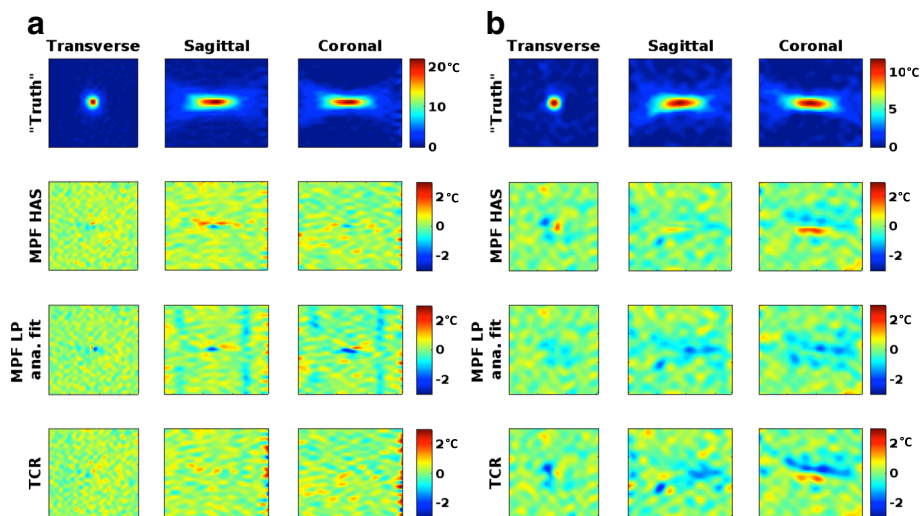 a
Transverse Sagittal Coronal
"Truth"
20°C
10
0
MPF HAS
2°C
0
-2
MPF LP
ana. fit
2°C
0
-2
TCR
2°C
0
-2
b
Transverse Sagittal Coronal
"Truth"
10°C
5
0
MPF HAS
2°C
0
-2
MPF LP
ana. fit
2°C
0
-2
TCR
2°C
0
-2